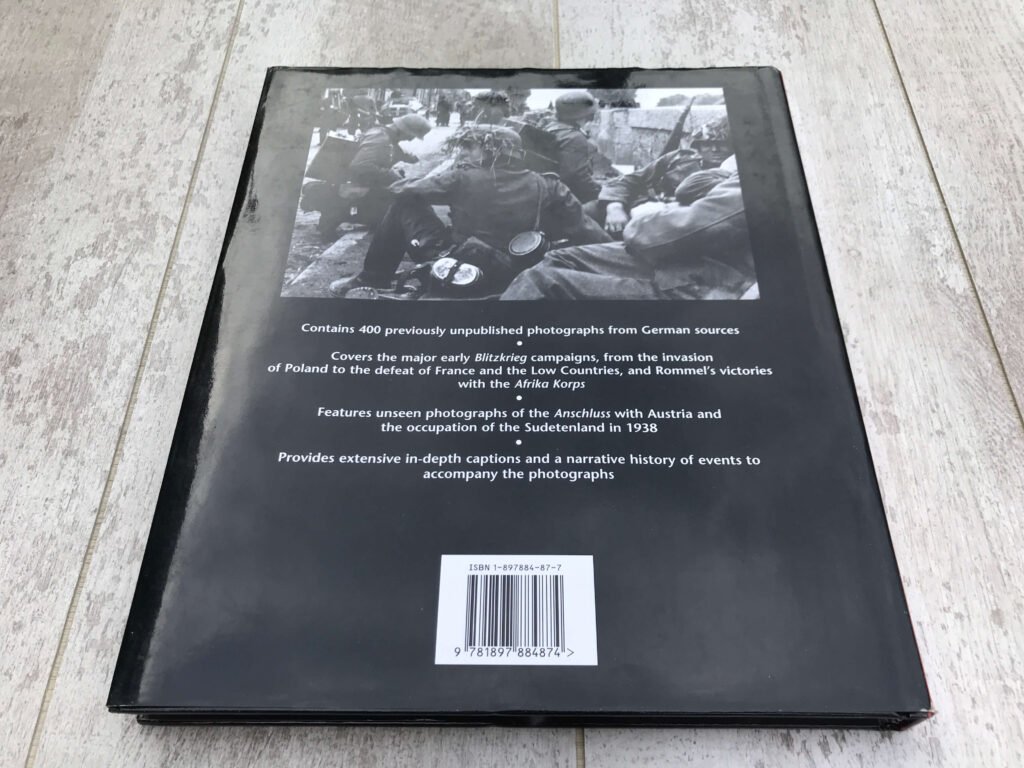 Contains 400 previously unpublished photographs from German sources
•
Covers the major early Blitzkrieg campaigns, from the invasion
of Poland to the defeat of France and the Low Countries, and Rommel's victories
with the Afrika Korps
•
Features unseen photographs of the Anschluss with Austria and
the occupation of the Sudetenland in 1938
•
Provides extensive in-depth captions and a narrative history of events to
accompany the photographs
ISBN 1-897884-87-7
9 781897 884874 >